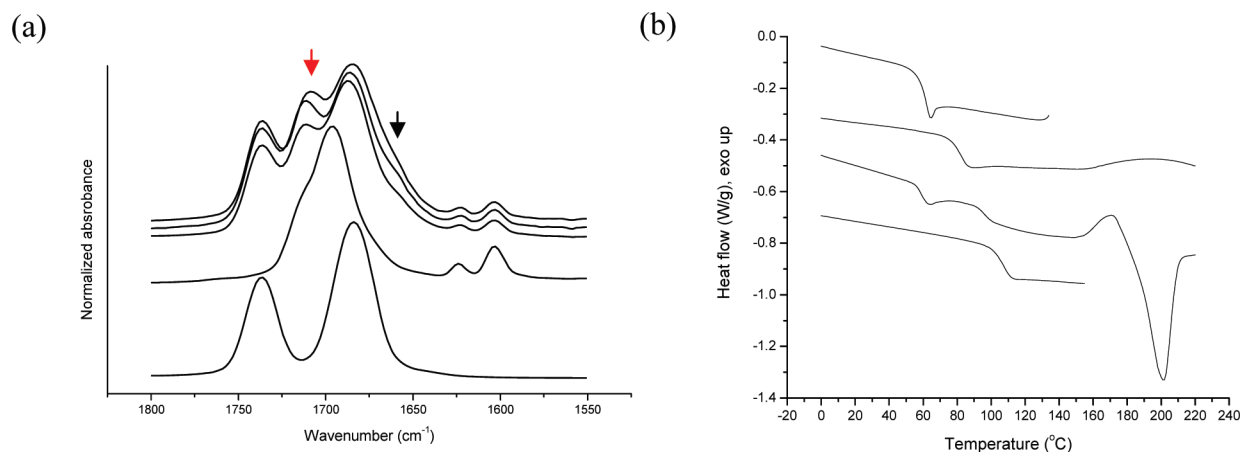 (a)
Normalized absrobance
1800 1750 1700 1650 1600 1550
Wavenumber (cm⁻¹)
(b)
Heat flow (W/g), exo up
0.0
-0.2
-0.4
-0.6
-0.8
-1.0
-1.2
-1.4
-20 0 20 40 60 80 100 120 140 160 180 200 220 240
Temperature (°C)